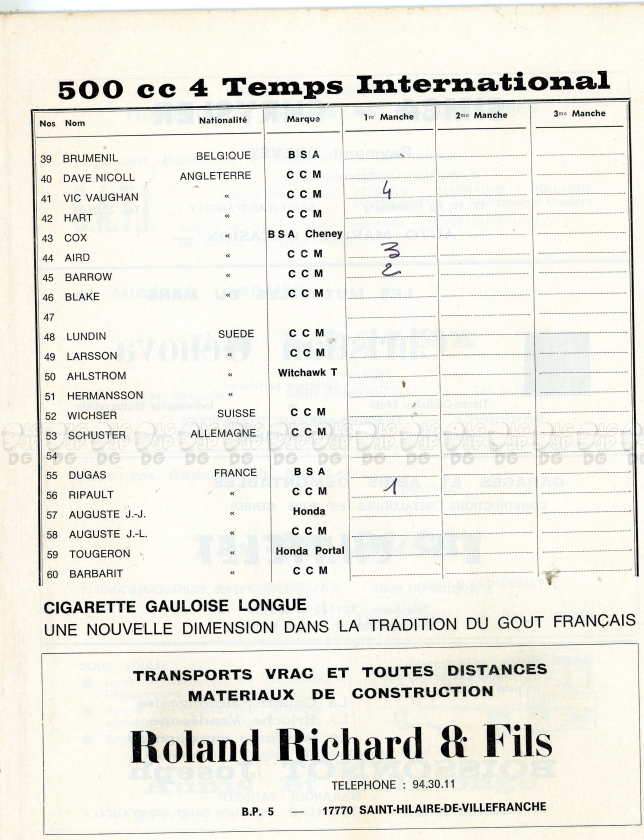 500 cc 4 Temps International
Nos Nom Nationalité Marque 1re Manche 2me Manche 3me Manche
39 BRUMENIL BELGIQUE B S A
40 DAVE NICOLL ANGLETERRE C C M
41 VIC VAUGHAN « C C M 4
42 HART « C C M
43 COX « B S A Cheney
44 AIRD « C C M 3
45 BARROW « C C M 2
46 BLAKE « C C M
47
48 LUNDIN SUEDE C C M
49 LARSSON « C C M
50 AHLSTROM « Witchawk T
51 HERMANSSON «
52 WICHSER SUISSE C C M
53 SCHUSTER ALLEMAGNE C C M
54
55 DUGAS FRANCE B S A
56 RIPAULT « C C M 1
57 AUGUSTE J.-J. « Honda
58 AUGUSTE J.-L. « C C M
59 TOUGERON « Honda Portal
60 BARBARIT « C C M
CIGARETTE GAULOISE LONGUE
UNE NOUVELLE DIMENSION DANS LA TRADITION DU GOUT FRANÇAIS
TRANSPORTS VRAC ET TOUTES DISTANCES
MATERIAUX DE CONSTRUCTION
Roland Richard & Fils
TELEPHONE : 94.30.11
B.P. 5 — 17770 SAINT-HILAIRE-DE-VILLEFRANCHE